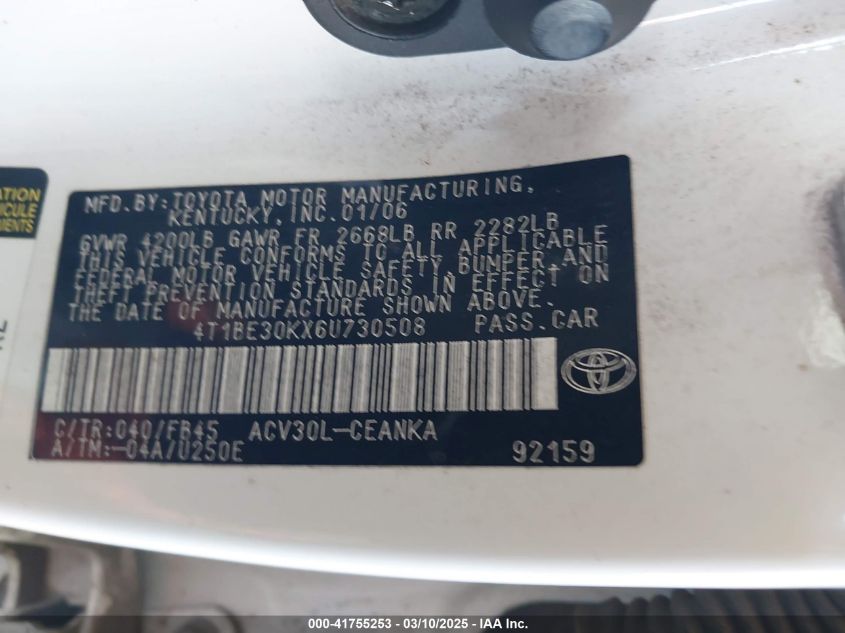 ATION
VEHICLE
EMENTS
MFD.BY:TOYOTA MOTOR MANUFACTURING,
KENTUCKY,INC.01/06
GVWR 4200LB GAWR FR 2668LB RR 2282LB
THIS VEHICLE CONFORMS TO ALL APPLICABLE
FEDERAL MOTOR VEHICLE SAFETY,BUMPER,AND
THEFT PREVENTION STANDARDS IN EFFECT ON
THE DATE OF MANUFACTURE SHOWN ABOVE.
4T1BE30KX6U730508 PASS.CAR
C/TR:040/FB45 ACV30L-CEANKA
A/TM:-04A/U250E 92159
000-41755253 - 03/10/2025 - IAA Inc.